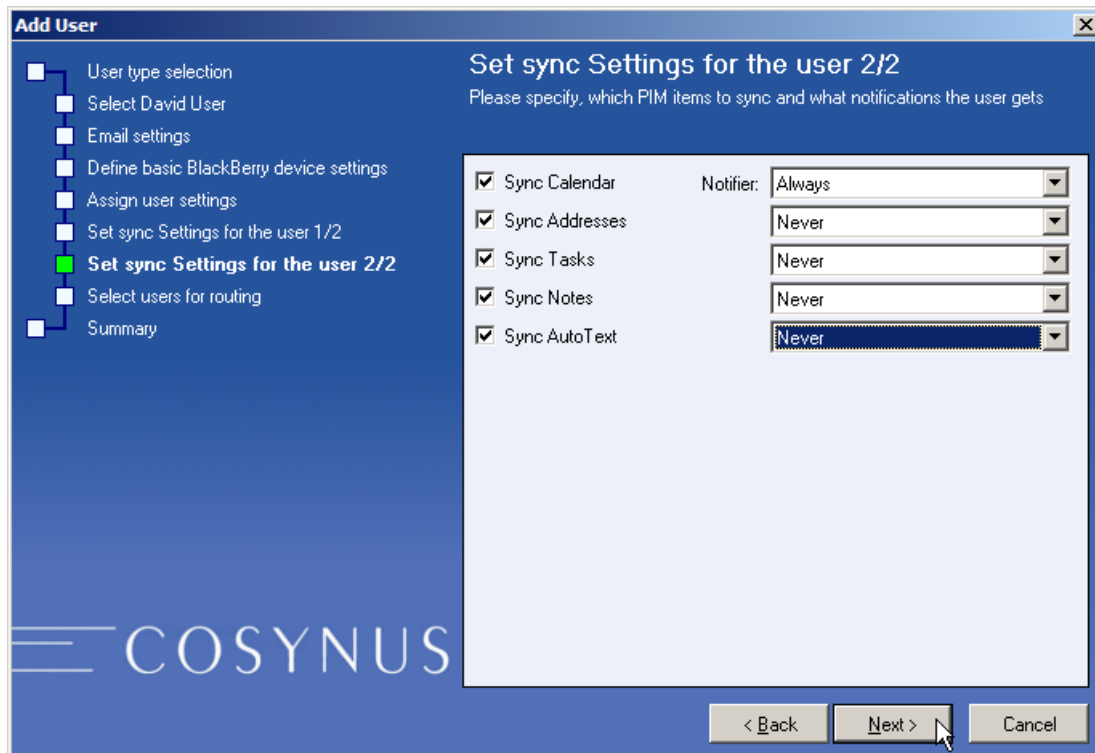 Add User
User type selection
Select David User
Email settings
Define basic BlackBerry device settings
Assign user settings
Set sync Settings for the user 1/2
Set sync Settings for the user 2/2
Select users for routing
Summary
COSYNUS
Set sync Settings for the user 2/2
Please specify, which PIM items to sync and what notifications the user gets
Sync Calendar Notifier: Always
Sync Addresses Never
Sync Tasks Never
Sync Notes Never
Sync AutoText Never
< Back Next > Cancel